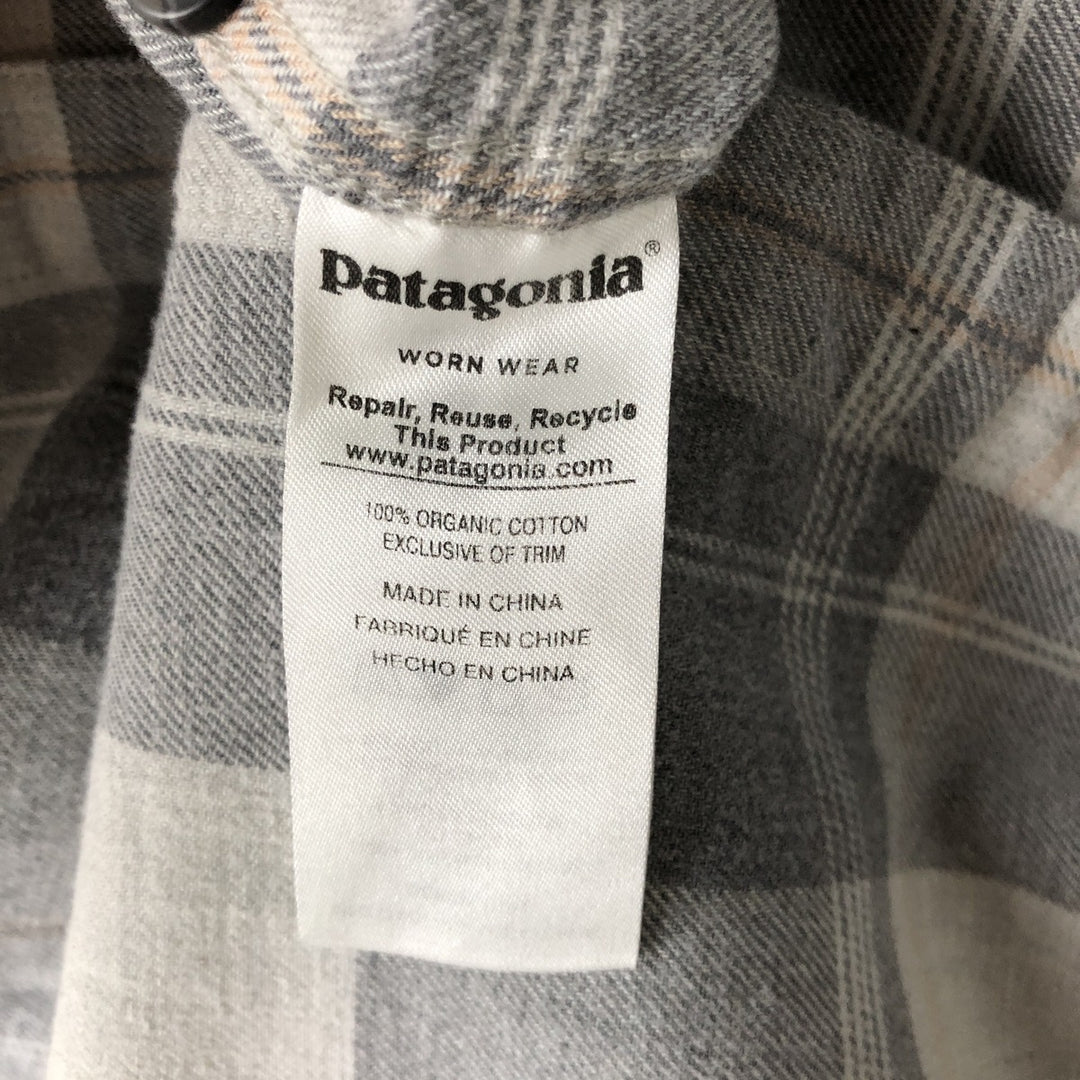 patagonia®
WORN WEAR
Repair, Reuse, Recycle
This Product
www.patagonia.com
100% ORGANIC COTTON
EXCLUSIVE OF TRIM
MADE IN CHINA
FABRIQUÉ EN CHINE
HECHO EN CHINA